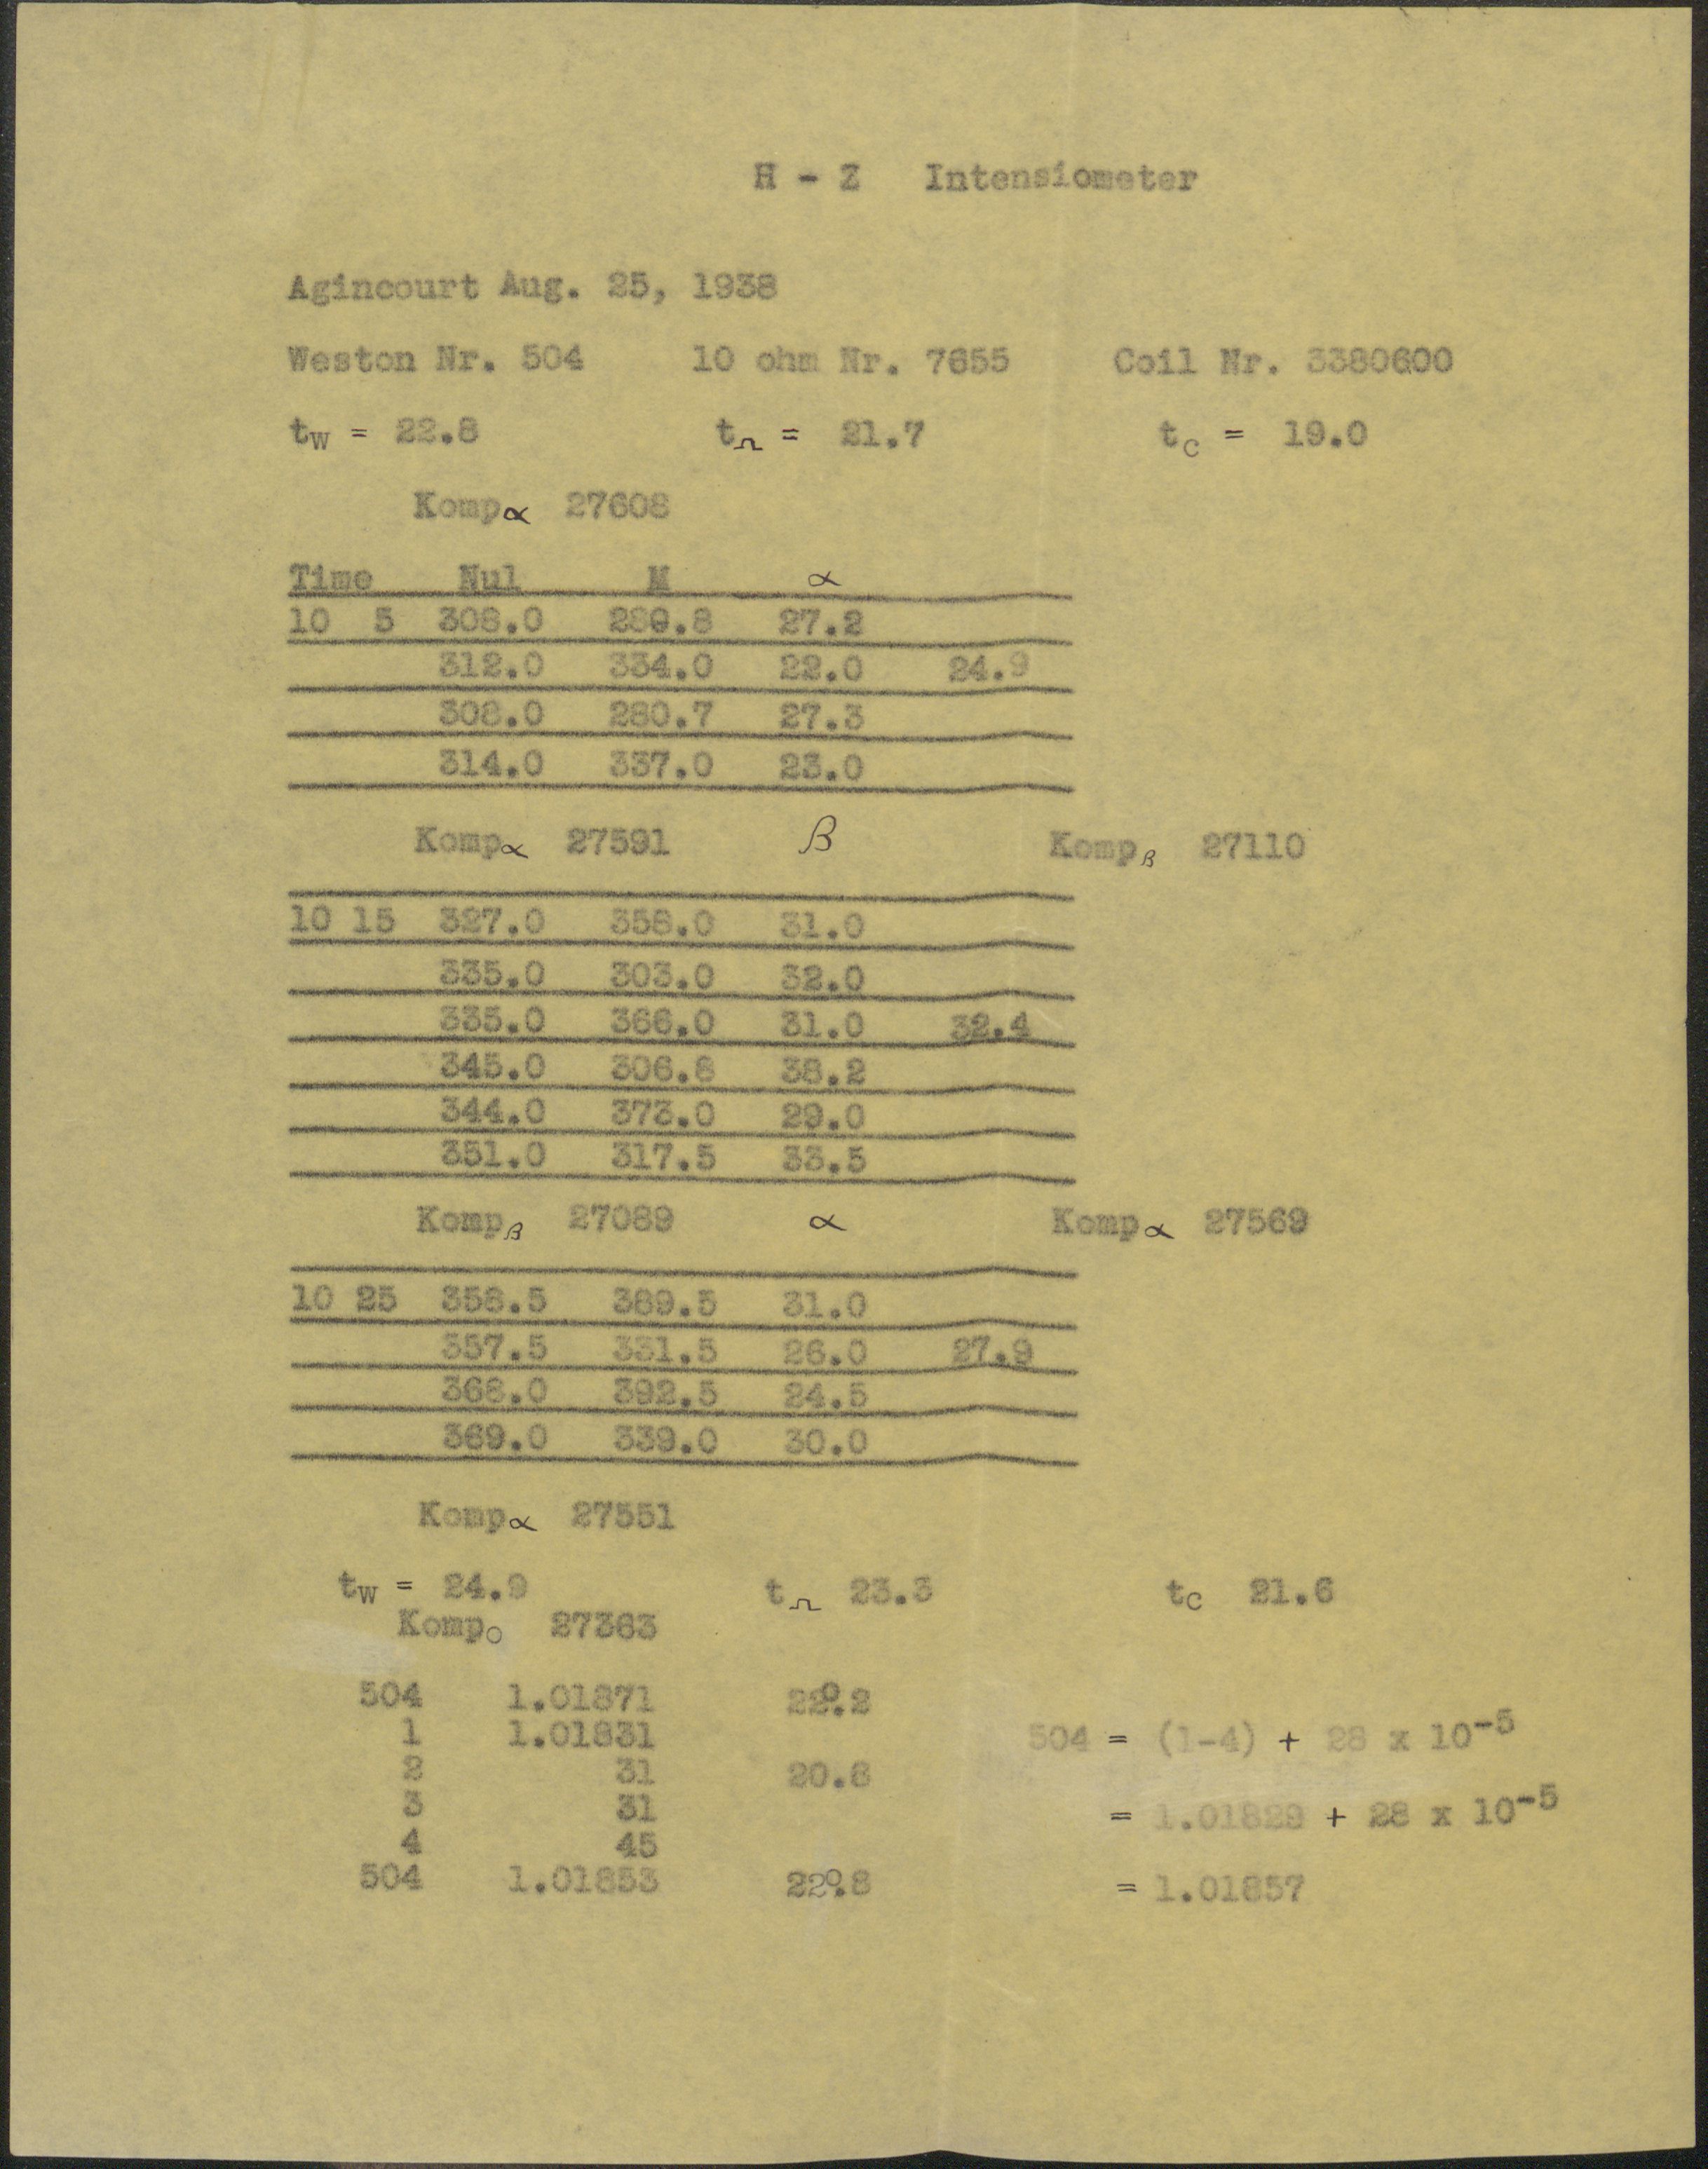 H - Z Intensiometer
Agincourt Aug. 25, 1938
Weston Nr. 504 10 ohm Nr. 7655 Coil Nr. 3380600
tW = 22.8 tΩ = 21.7 tC = 19.0
Kompα 27608
Time Nul M α
10 5 308.0 280.8 27.2
312.0 334.0 22.0 24.9
308.0 280.7 27.3
314.0 337.0 23.0
Kompα 27591 β Kompβ 27110
10 15 327.0 358.0 31.0
335.0 303.0 32.0
335.0 366.0 31.0 32.4
345.0 306.8 38.2
344.0 373.0 29.0
351.0 317.5 33.5
Kompβ 27089 α Kompα 27569
10 25 358.5 389.5 31.0
357.5 331.5 26.0 27.9
368.0 392.5 24.5
369.0 339.0 30.0
Kompα 27551
tW = 24.9 tΩ 23.3 tC 21.6
Kompo 27363
504 1.01871 22°.2
1 1.01831 504 = (1-4) + 28 x 10⁻⁵
2 31 20.8
3 31 = 1.01829 + 28 x 10⁻⁵
4 45
504 1.01853 22°.8 = 1.01857